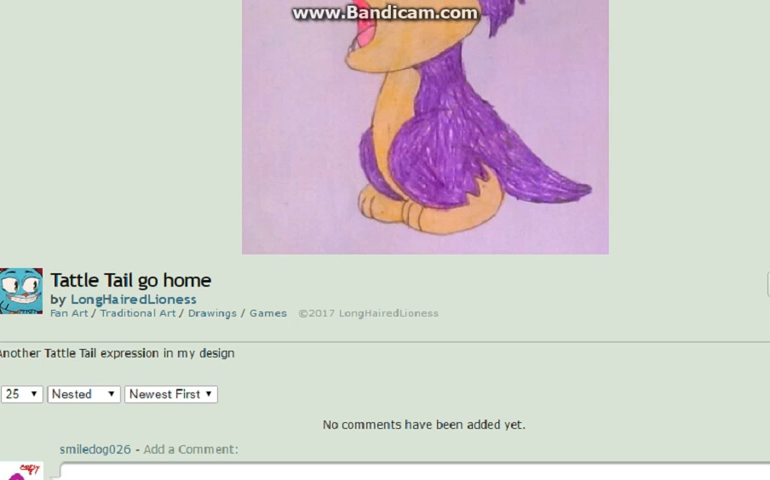 www.Bandicam.com
Tattle Tail go home
by LongHairedLioness
Fan Art / Traditional Art / Drawings / Games ©2017 LongHairedLioness
Another Tattle Tail expression in my design
25 Nested Newest First
No comments have been added yet.
smiledog026 - Add a Comment: